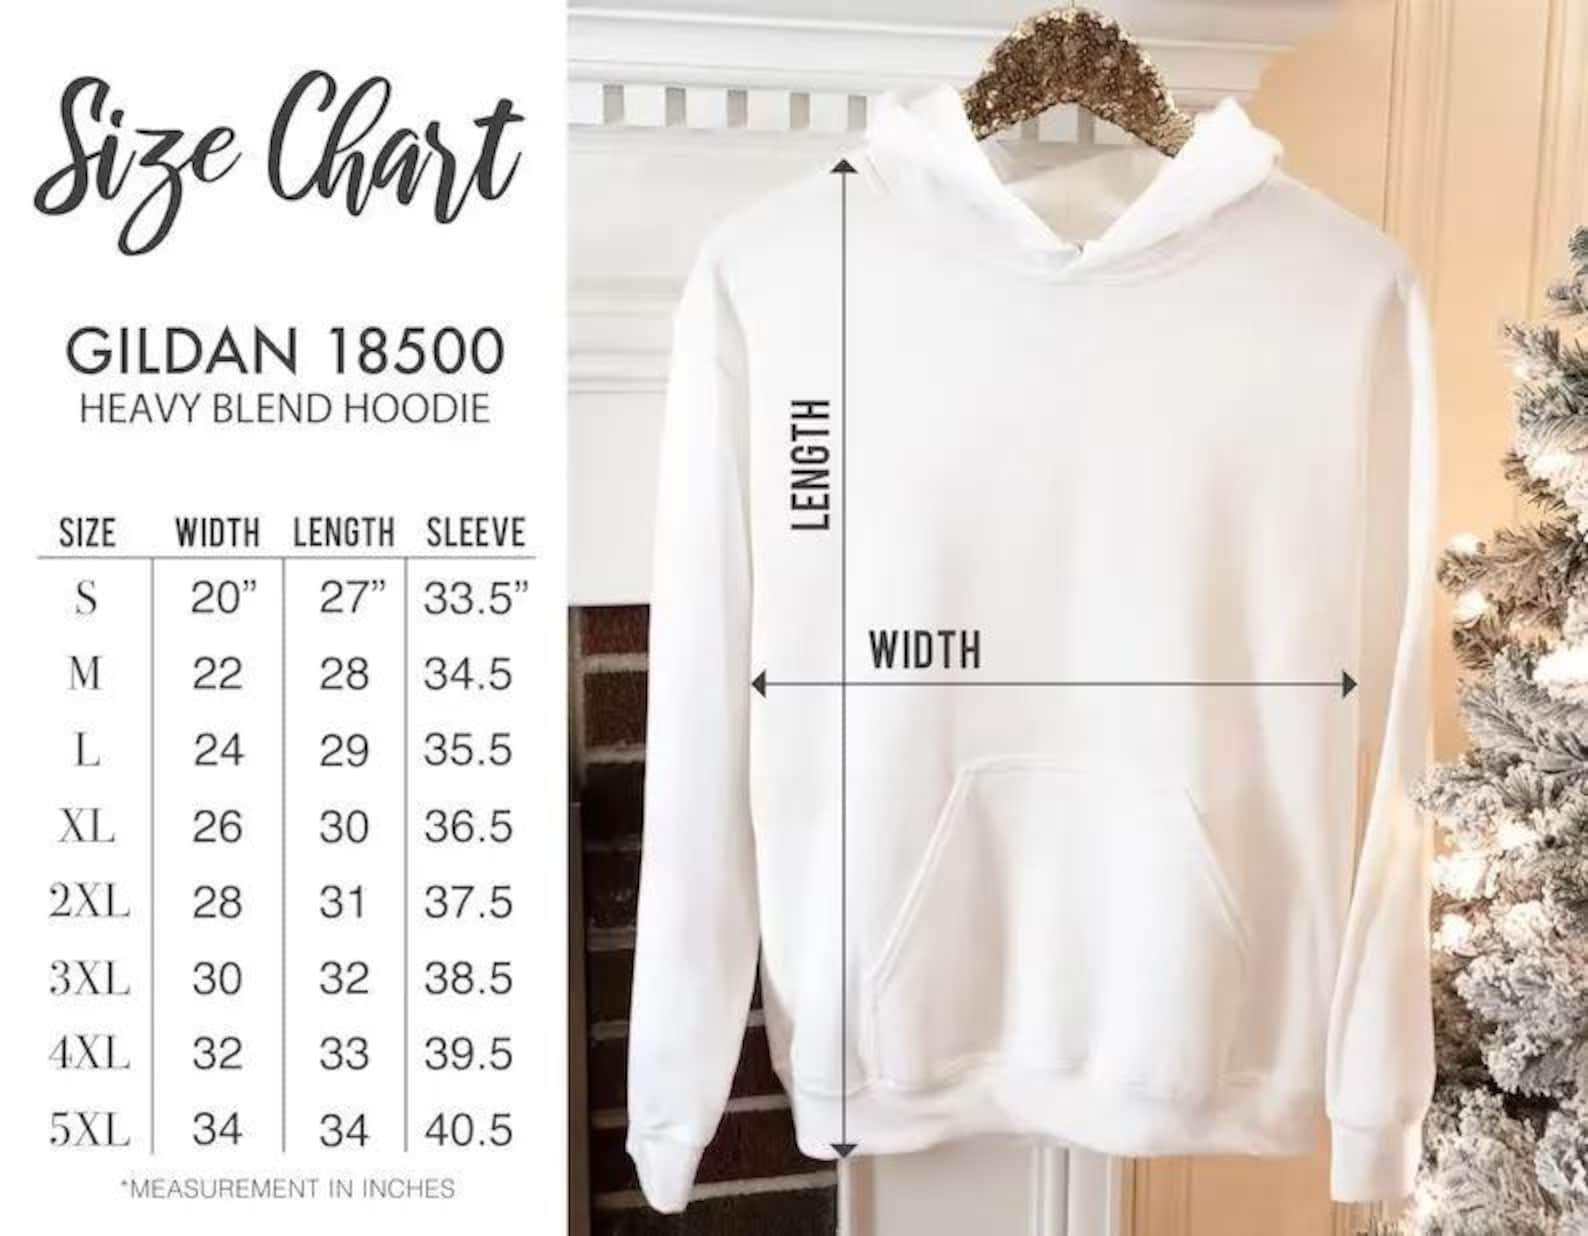 Size Chart
GILDAN 18500
HEAVY BLEND HOODIE
SIZE WIDTH LENGTH SLEEVE
S 20” 27” 33.5”
M 22 28 34.5
L 24 29 35.5
XL 26 30 36.5
2XL 28 31 37.5
3XL 30 32 38.5
4XL 32 33 39.5
5XL 34 34 40.5
*MEASUREMENT IN INCHES
LENGTH
WIDTH